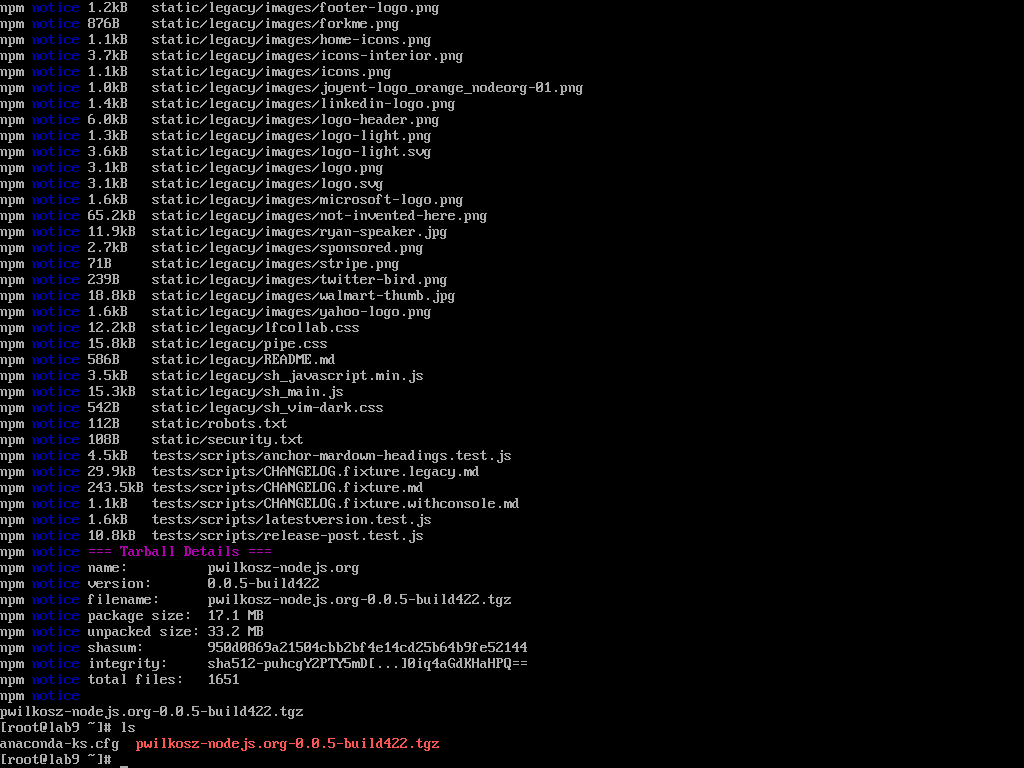 npm notice 1.2kB   static/legacy/images/footer-logo.png
npm notice 876B    static/legacy/images/forkme.png
npm notice 1.1kB   static/legacy/images/home-icons.png
npm notice 3.7kB   static/legacy/images/icons-interior.png
npm notice 1.1kB   static/legacy/images/icons.png
npm notice 1.0kB   static/legacy/images/joyent-logo_orange_nodeorg-01.png
npm notice 1.4kB   static/legacy/images/linkedin-logo.png
npm notice 6.0kB   static/legacy/images/logo-header.png
npm notice 1.3kB   static/legacy/images/logo-light.png
npm notice 3.6kB   static/legacy/images/logo-light.svg
npm notice 3.1kB   static/legacy/images/logo.png
npm notice 3.1kB   static/legacy/images/logo.svg
npm notice 1.6kB   static/legacy/images/microsoft-logo.png
npm notice 65.2kB  static/legacy/images/not-invented-here.png
npm notice 11.9kB  static/legacy/images/ryan-speaker.jpg
npm notice 2.7kB   static/legacy/images/sponsored.png
npm notice 71B     static/legacy/images/stripe.png
npm notice 239B    static/legacy/images/twitter-bird.png
npm notice 18.8kB  static/legacy/images/walmart-thumb.jpg
npm notice 1.6kB   static/legacy/images/yahoo-logo.png
npm notice 12.2kB  static/legacy/lfcollab.css
npm notice 15.8kB  static/legacy/pipe.css
npm notice 586B    static/legacy/README.md
npm notice 3.5kB   static/legacy/sh_javascript.min.js
npm notice 15.3kB  static/legacy/sh_main.js
npm notice 542B    static/legacy/sh_vim-dark.css
npm notice 112B    static/robots.txt
npm notice 108B    static/security.txt
npm notice 4.5kB   tests/scripts/anchor-mardown-headings.test.js
npm notice 29.9kB  tests/scripts/CHANGELOG.fixture.legacy.md
npm notice 243.5kB tests/scripts/CHANGELOG.fixture.md
npm notice 1.1kB   tests/scripts/CHANGELOG.fixture.withconsole.md
npm notice 1.6kB   tests/scripts/latestversion.test.js
npm notice 10.8kB  tests/scripts/release-post.test.js
npm notice === Tarball Details ===
npm notice name:          pwilkosz-nodejs.org
npm notice version:       0.0.5-build422
npm notice filename:      pwilkosz-nodejs.org-0.0.5-build422.tgz
npm notice package size:  17.1 MB
npm notice unpacked size: 33.2 MB
npm notice shasum:        950d0869a21504cbb2bf4e14cd25b64b9fe52144
npm notice integrity:     sha512-puhcgY2PTY5mD[...]0iq4aGdKHaHPQ==
npm notice total files:   1651
npm notice
pwilkosz-nodejs.org-0.0.5-build422.tgz
[root@lab9 ~]# ls
anaconda-ks.cfg  pwilkosz-nodejs.org-0.0.5-build422.tgz
[root@lab9 ~]# _